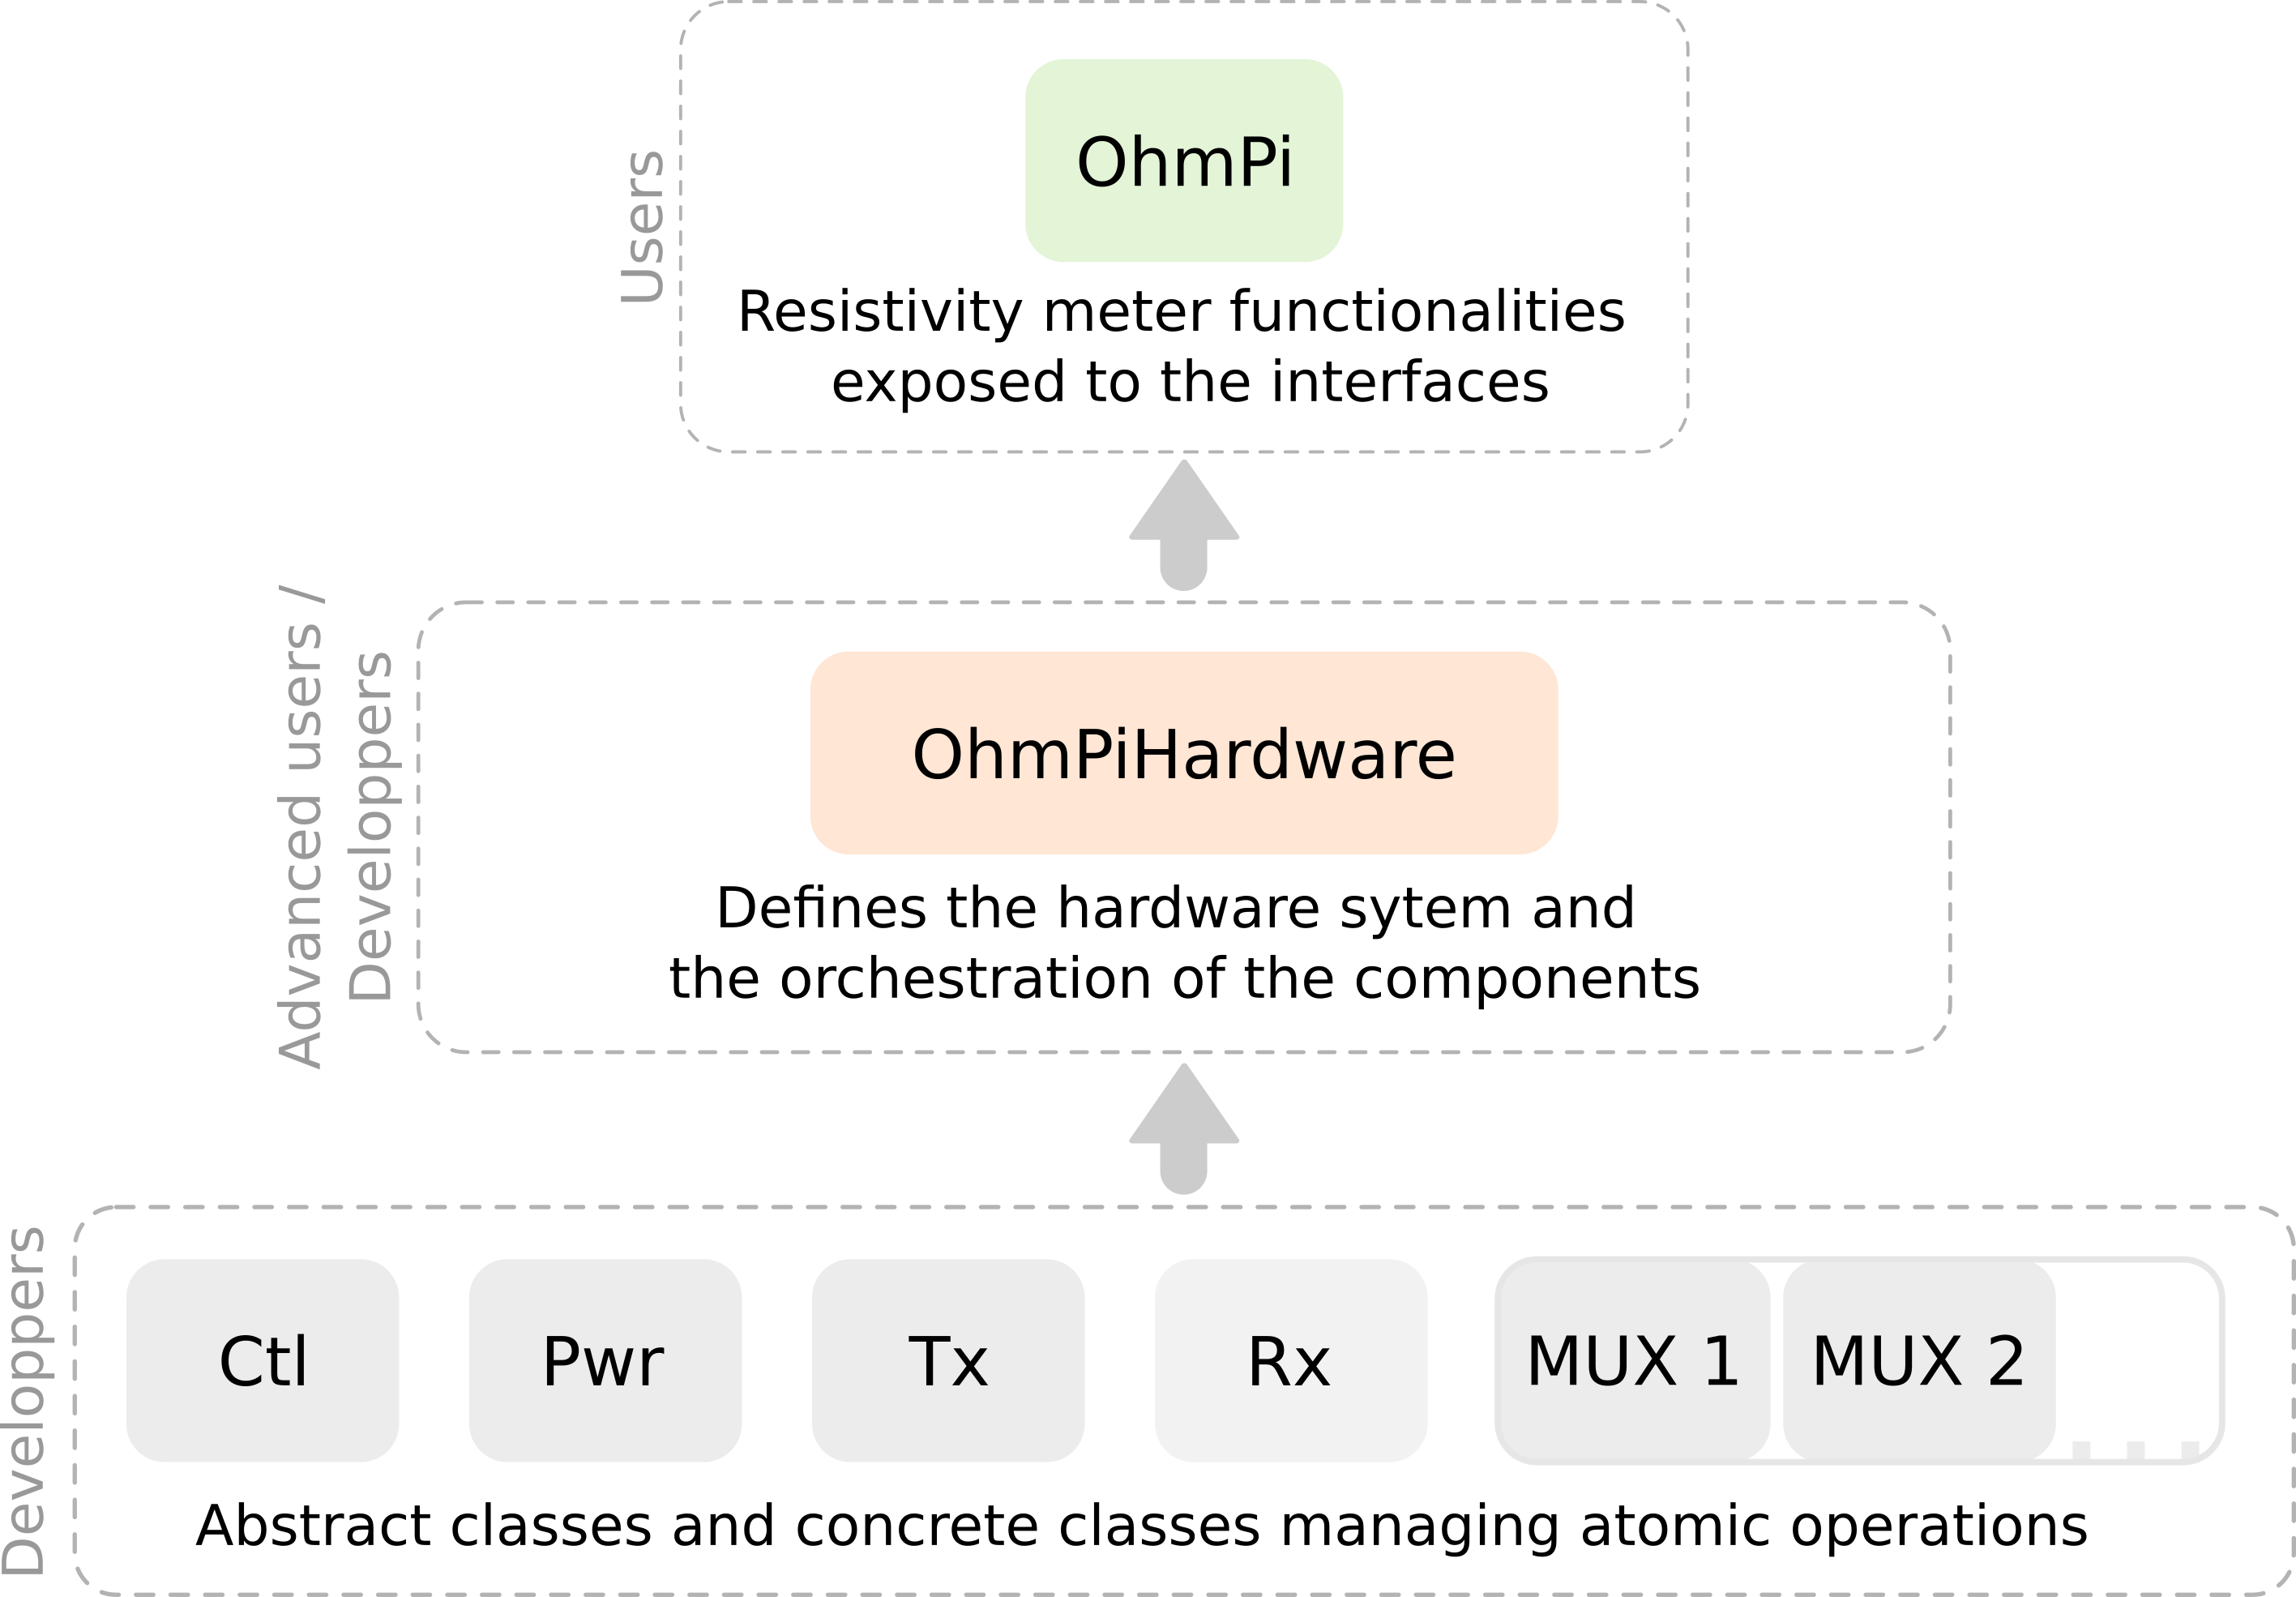 Users
OhmPi
Resistivity meter functionalities
exposed to the interfaces
Advanced users /
Developpers
OhmPiHardware
Defines the hardware sytem and
the orchestration of the components
Developpers
Ctl
Pwr
Tx
Rx
MUX 1
MUX 2
Abstract classes and concrete classes managing atomic operations